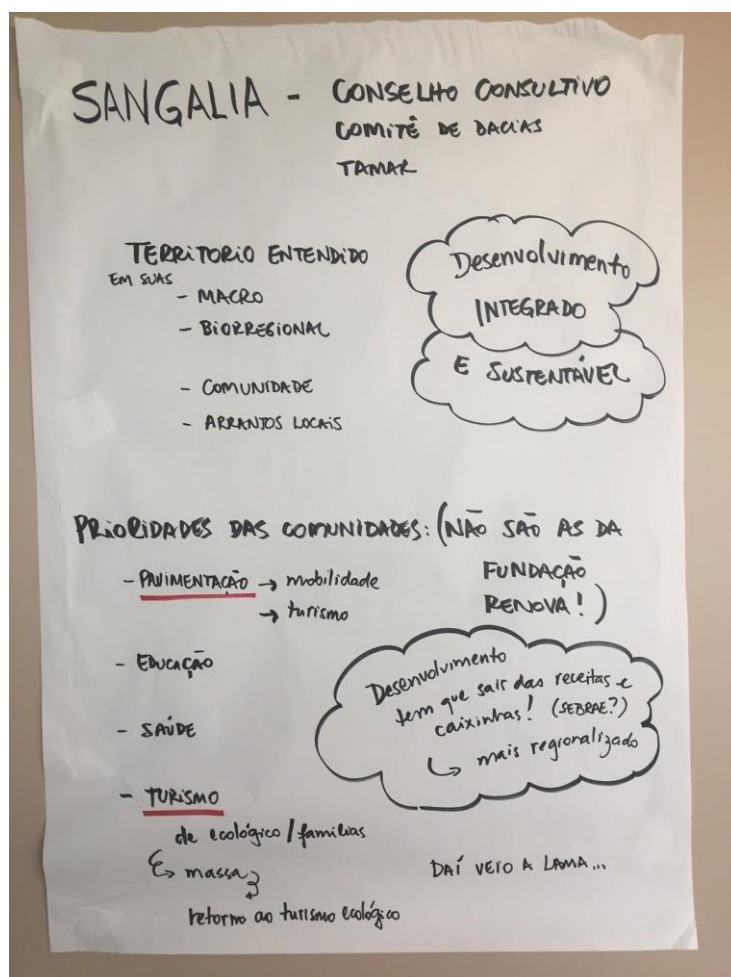 SANGALIA - CONSELHO CONSULTIVO
COMITÊ DE BACIAS
TAMAR
TERRITORIO ENTENDIDO
EM SUAS
- MACRO
- BIORREGIONAL
- COMUNIDADE
- ARRANJOS LOCAIS
Desenvolvimento
INTEGRADO
E SUSTENTÁVEL
PRIORIDADES DAS COMUNIDADES: (NÃO SÃO AS DA
FUNDAÇÃO
RENOVA!)
- PAVIMENTAÇÃO → mobilidade
→ turismo
- EDUCAÇÃO
- SAÚDE
- TURISMO
de ecológico / famílias
↳ massa
retorno ao turismo ecológico
Desenvolvimento
tem que sair das receitas e
caixinhas! (SEBRAE?)
↳ mais regionalizado
DAÍ VEIO A LAMA...